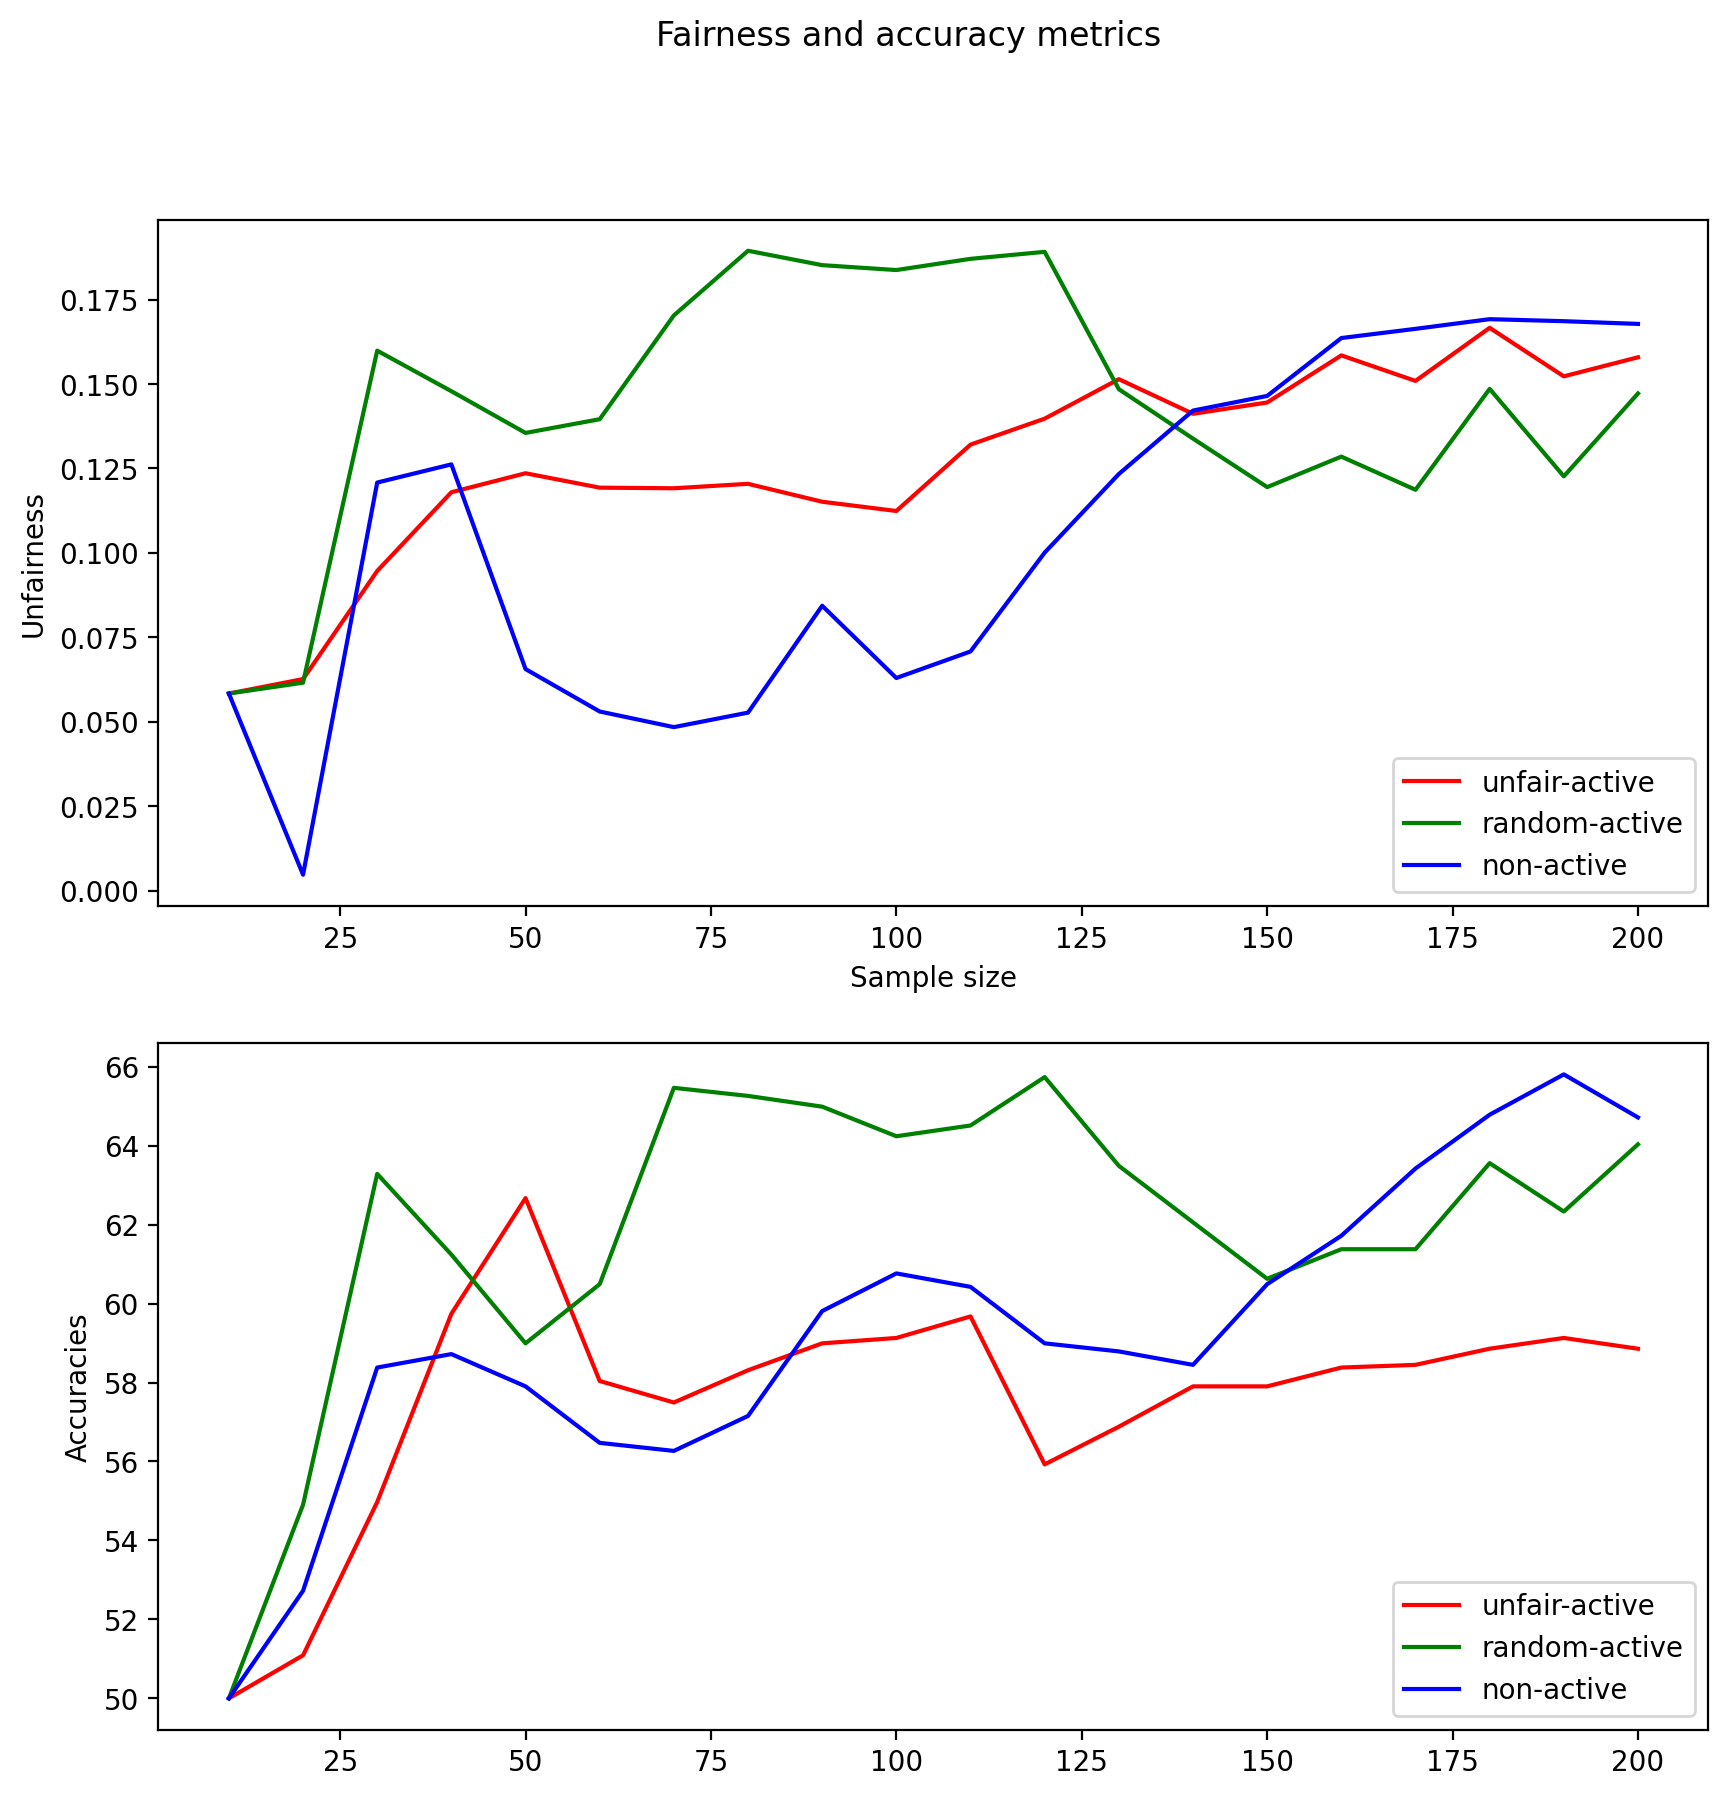 Fairness and accuracy metrics
Unfairness
0.175
0.150
0.125
0.100
0.075
0.050
0.025
0.000
unfair-active
random-active
non-active
25 50 75 100 125 150 175 200
Sample size
Accuracies
66
64
62
60
58
56
54
52
50
unfair-active
random-active
non-active
25 50 75 100 125 150 175 200